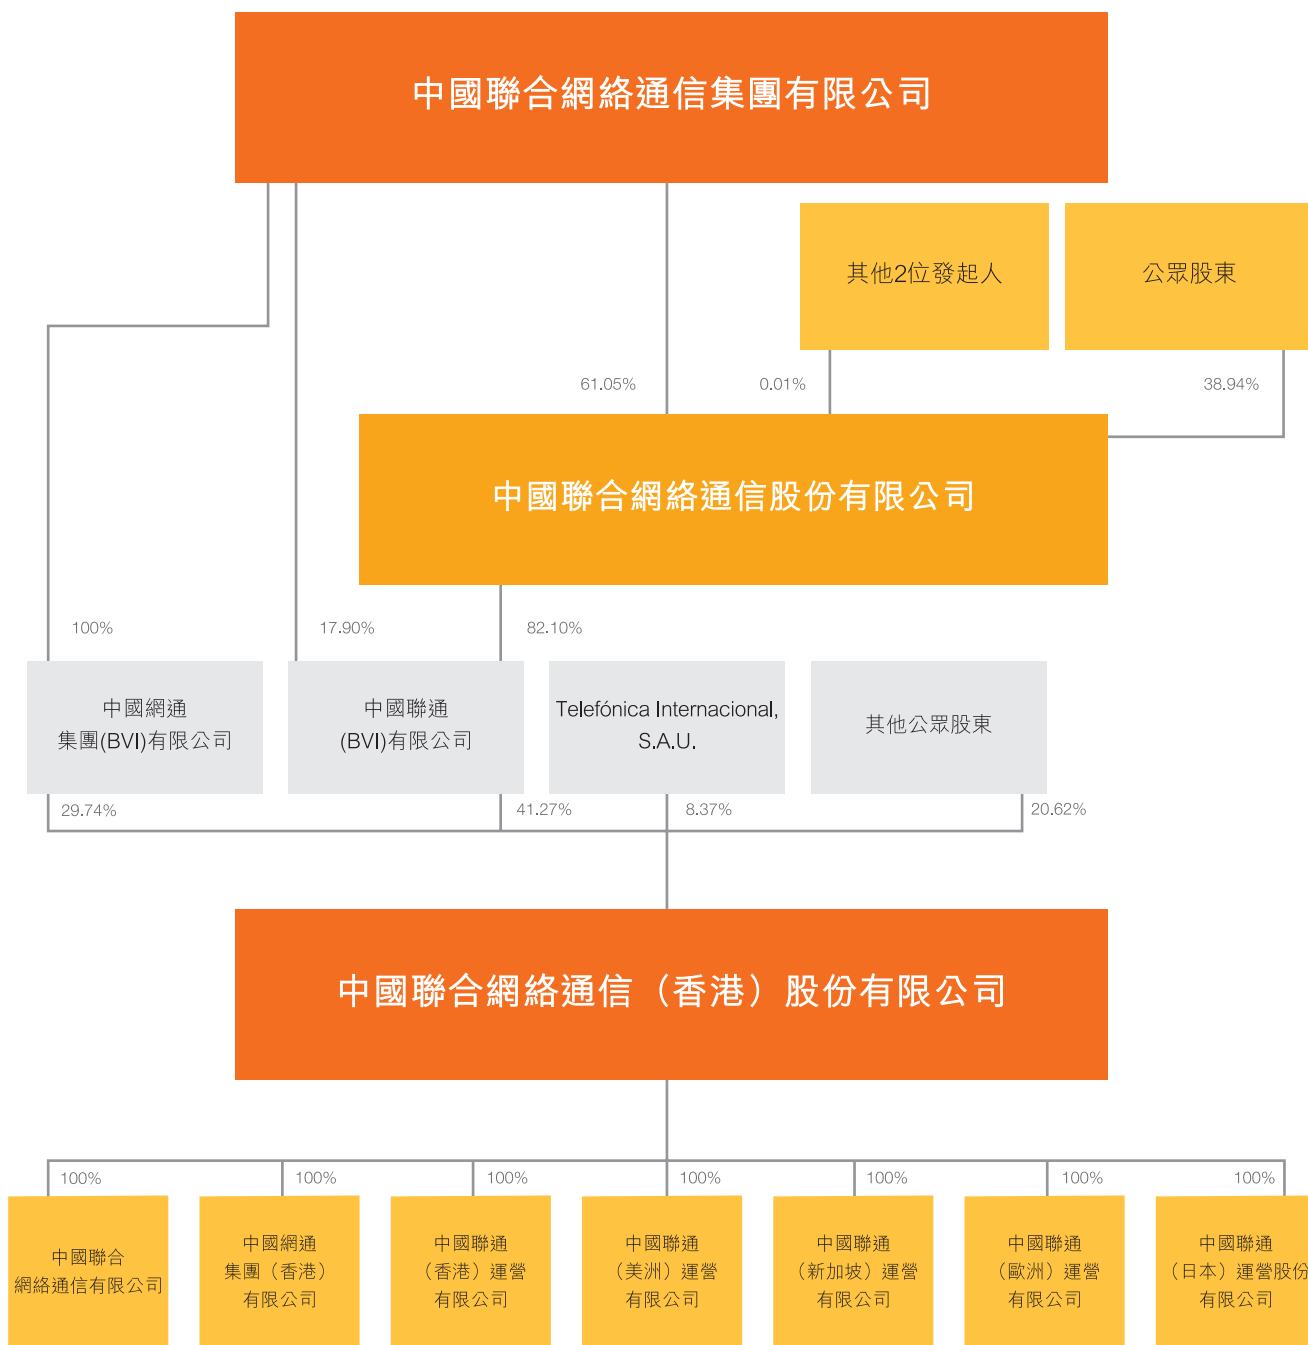 中國聯合網絡通信集團有限公司
其他2位發起人
公眾股東
61.05%
0.01%
38.94%
中國聯合網絡通信股份有限公司
100%
17.90%
82.10%
中國網通
集團(BVI)有限公司
中國聯通
(BVI)有限公司
Telefónica Internacional,
S.A.U.
其他公眾股東
29.74%
41.27%
8.37%
20.62%
中國聯合網絡通信（香港）股份有限公司
100%
100%
100%
100%
100%
100%
100%
中國聯合
網絡通信有限公司
中國網通
集團（香港）
有限公司
中國聯通
（香港）運營
有限公司
中國聯通
（美洲）運營
有限公司
中國聯通
（新加坡）運營
有限公司
中國聯通
（歐洲）運營
有限公司
中國聯通
（日本）運營股份
有限公司